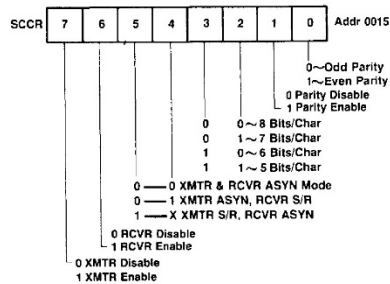 SCCR 7 6 5 4 3 2 1 0 Addr 0015
0~Odd Parity
1~Even Parity
0 Parity Disable
1 Parity Enable
0 0~8 Bits/Char
0 1~7 Bits/Char
1 0~6 Bits/Char
1 1~5 Bits/Char
0 — 0 XMTR & RCVR ASYN Mode
0 — 1 XMTR ASYN, RCVR S/R
1 — X XMTR S/R, RCVR ASYN
0 RCVR Disable
1 RCVR Enable
0 XMTR Disable
1 XMTR Enable